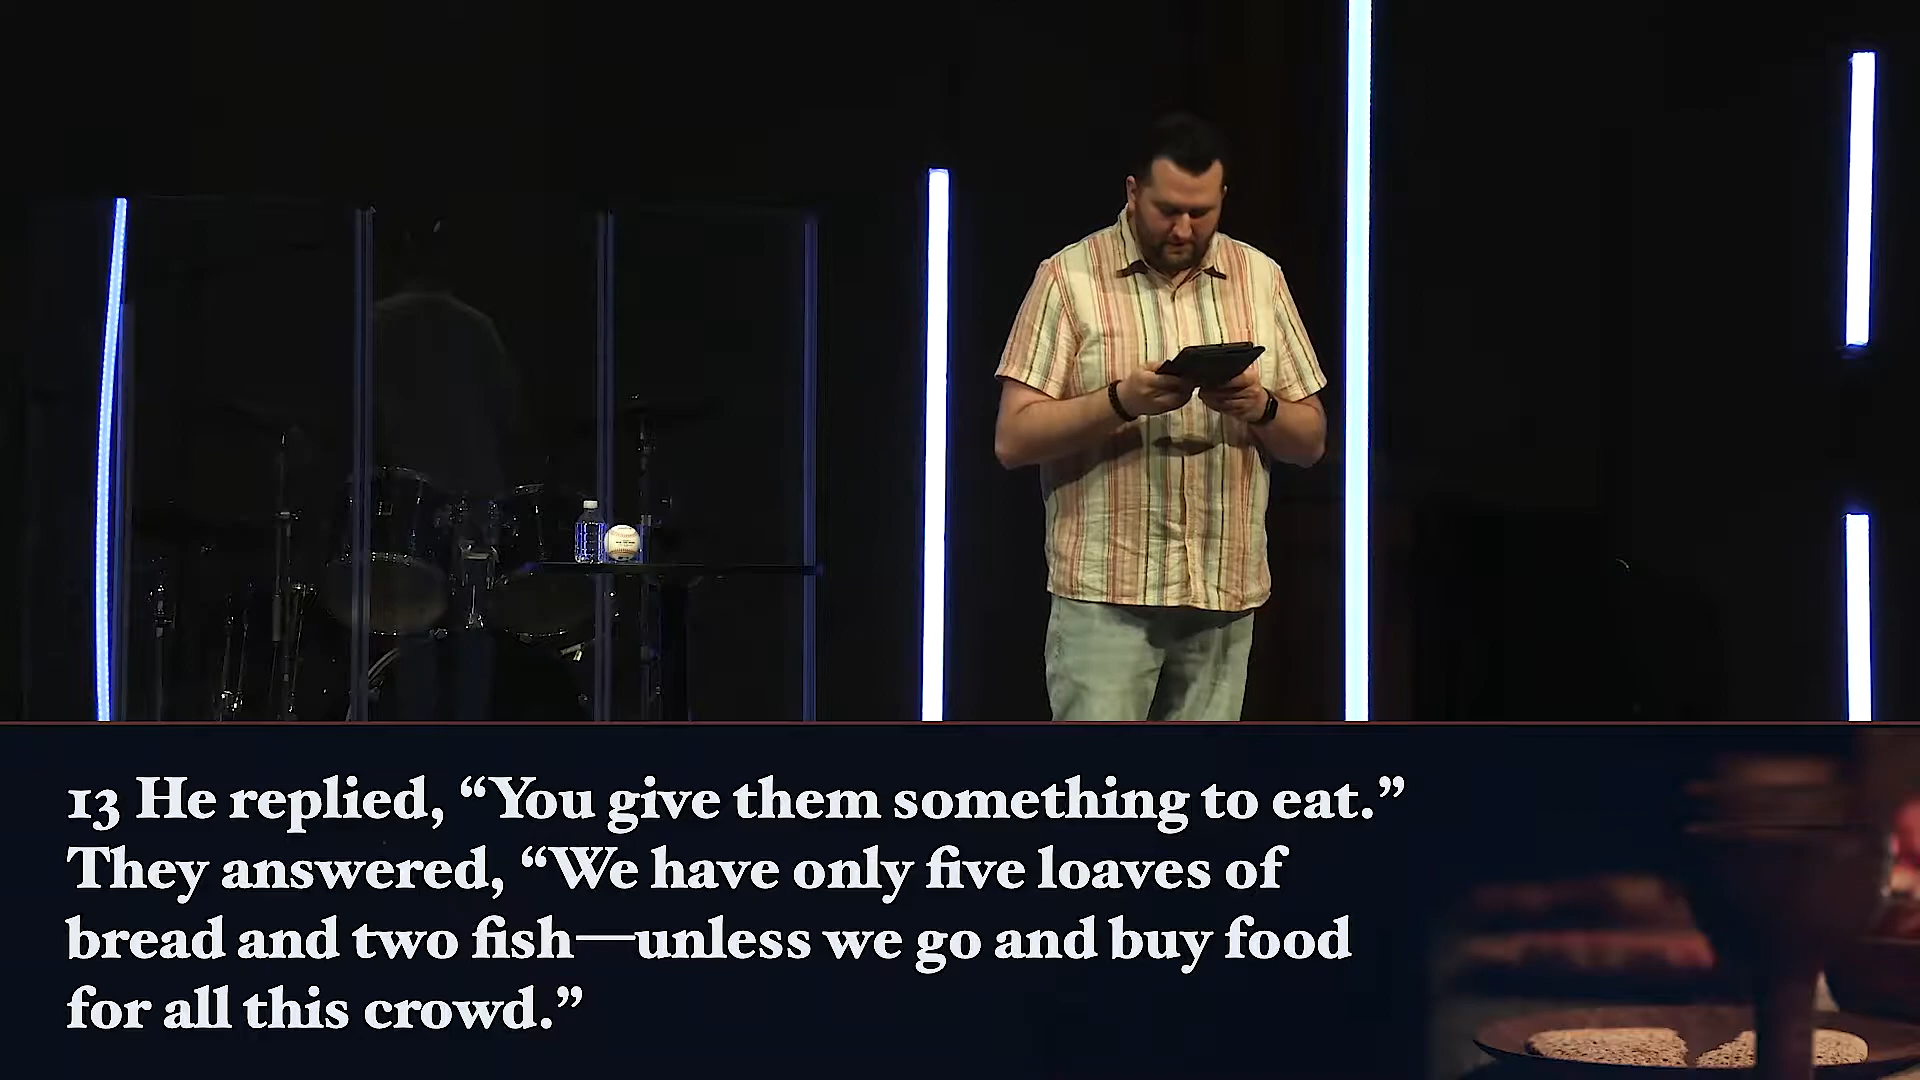 13 He replied, “You give them something to eat.”
They answered, “We have only five loaves of
bread and two fish—unless we go and buy food
for all this crowd.”